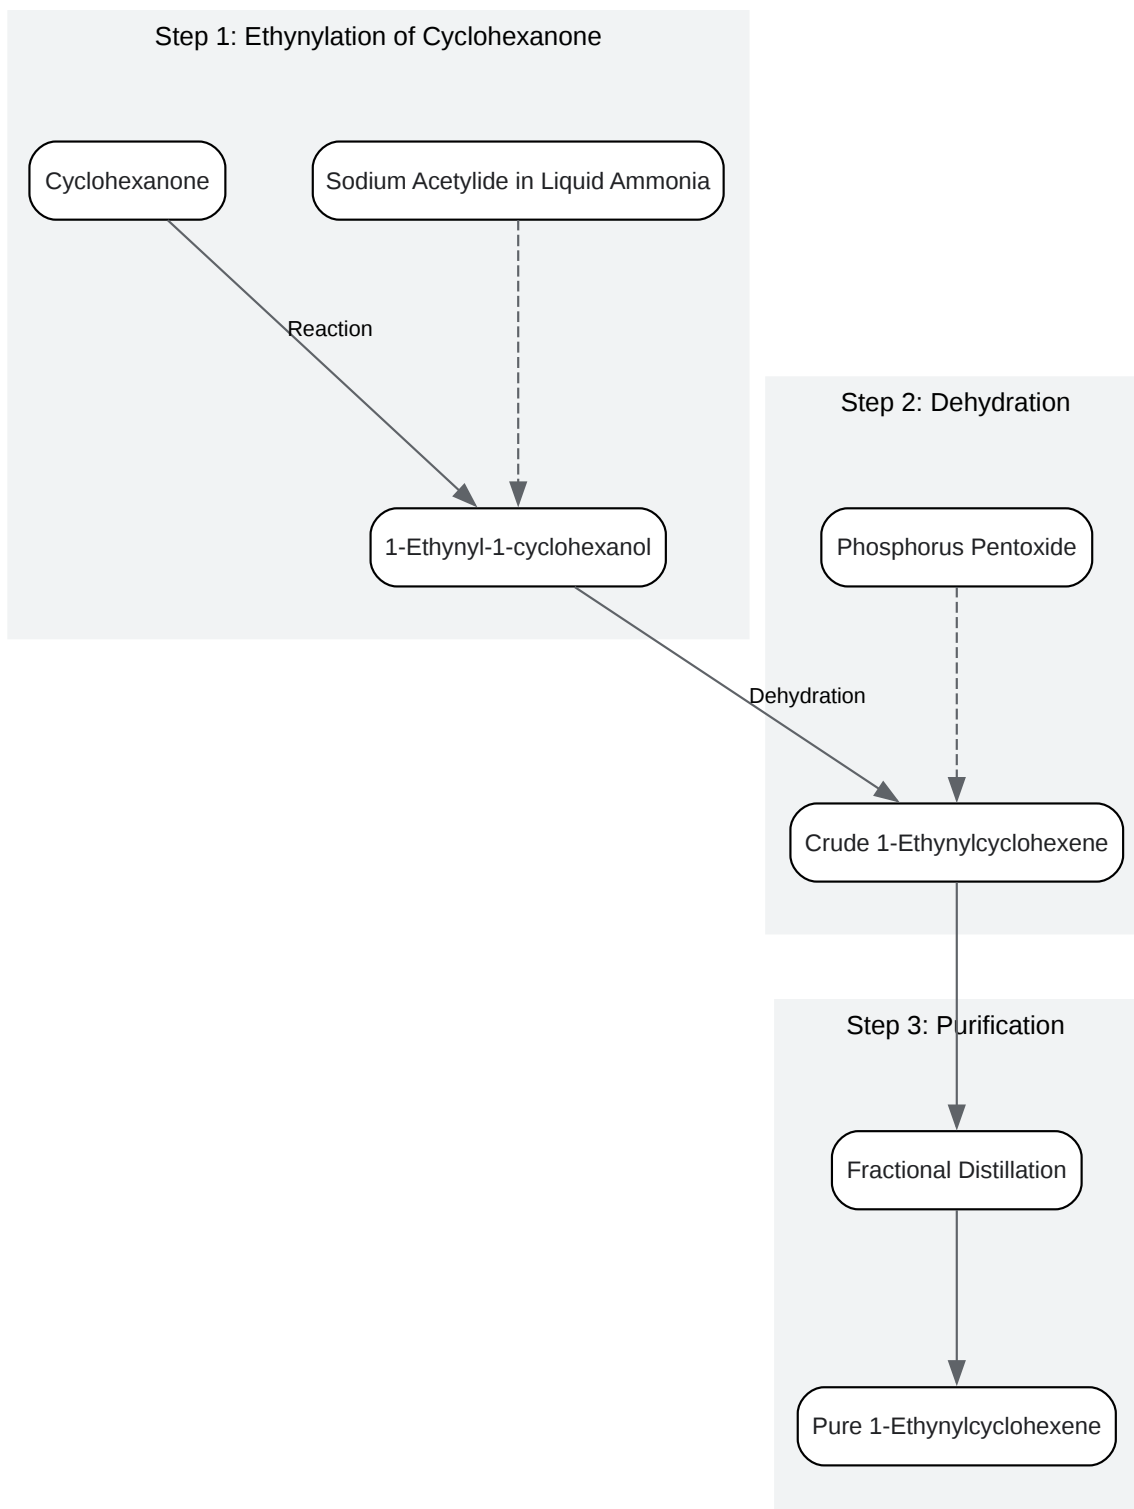 Step 1: Ethynylation of Cyclohexanone
Cyclohexanone
Sodium Acetylide in Liquid Ammonia
Reaction
1-Ethynyl-1-cyclohexanol
Step 2: Dehydration
Phosphorus Pentoxide
Dehydration
Crude 1-Ethynylcyclohexene
Step 3: Purification
Fractional Distillation
Pure 1-Ethynylcyclohexene